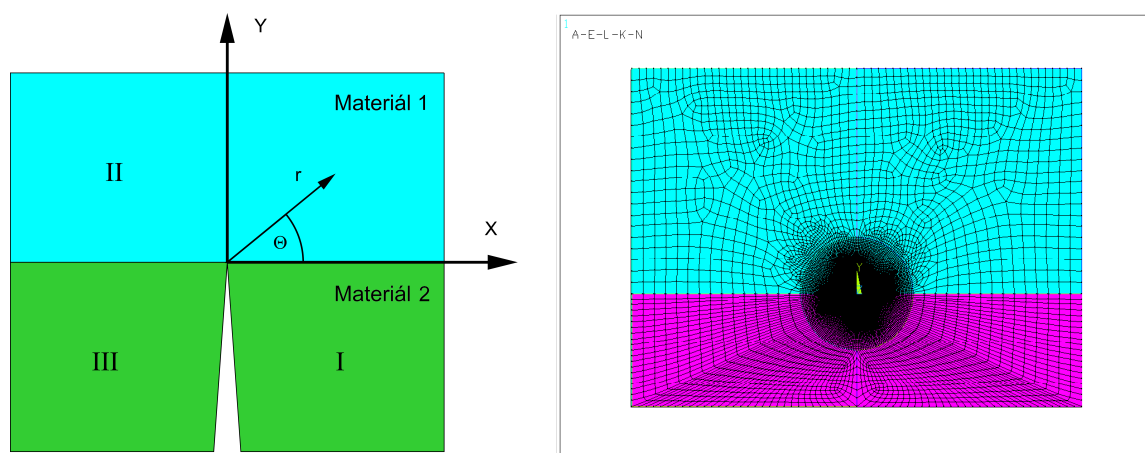 Y
Materiál 1
II
r
Θ
X
Materiál 2
III
I
1
A-E-L-K-N
Y